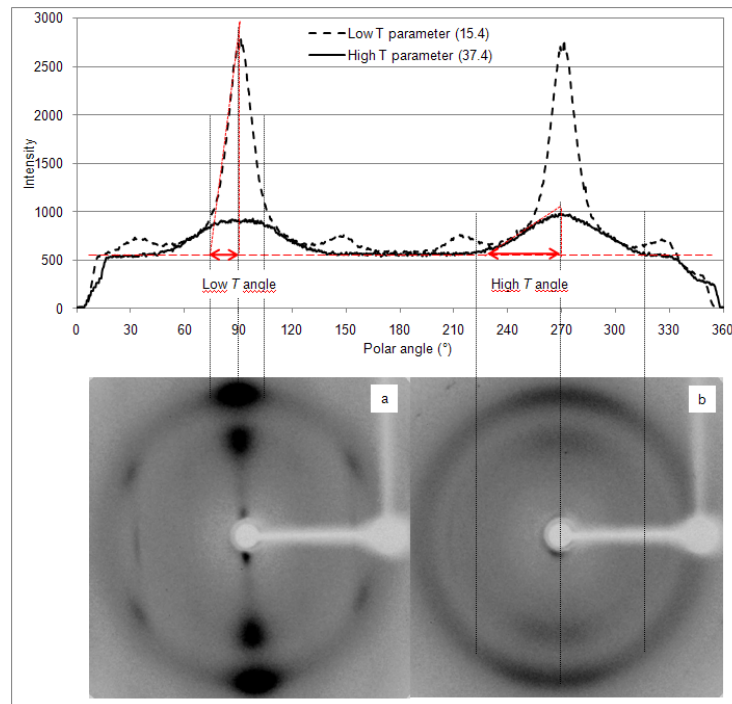 3000
2500
2000
1500
1000
500
0
Intensity
Low T parameter (15.4)
High T parameter (37.4)
Low T angle
High T angle
0 30 60 90 120 150 180 210 240 270 300 330 360
Polar angle (°)
a
b